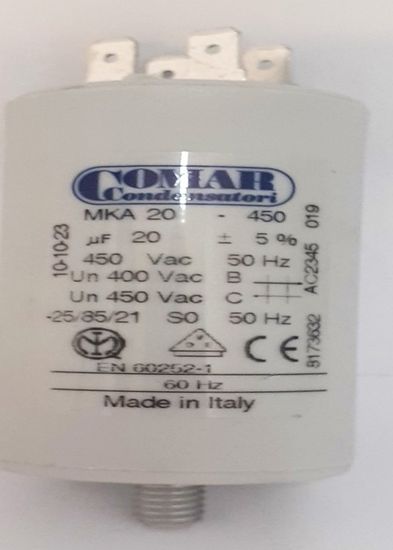 COMAR
Condensatori
MKA 20 - 450
µF 20 ± 5 %
450 Vac 50 Hz
Un 400 Vac B
Un 450 Vac C
-25/85/21 S0 50 Hz
CE
EN 60252-1
60 Hz
Made in Italy
10-10-23
8173632 AC2345 019